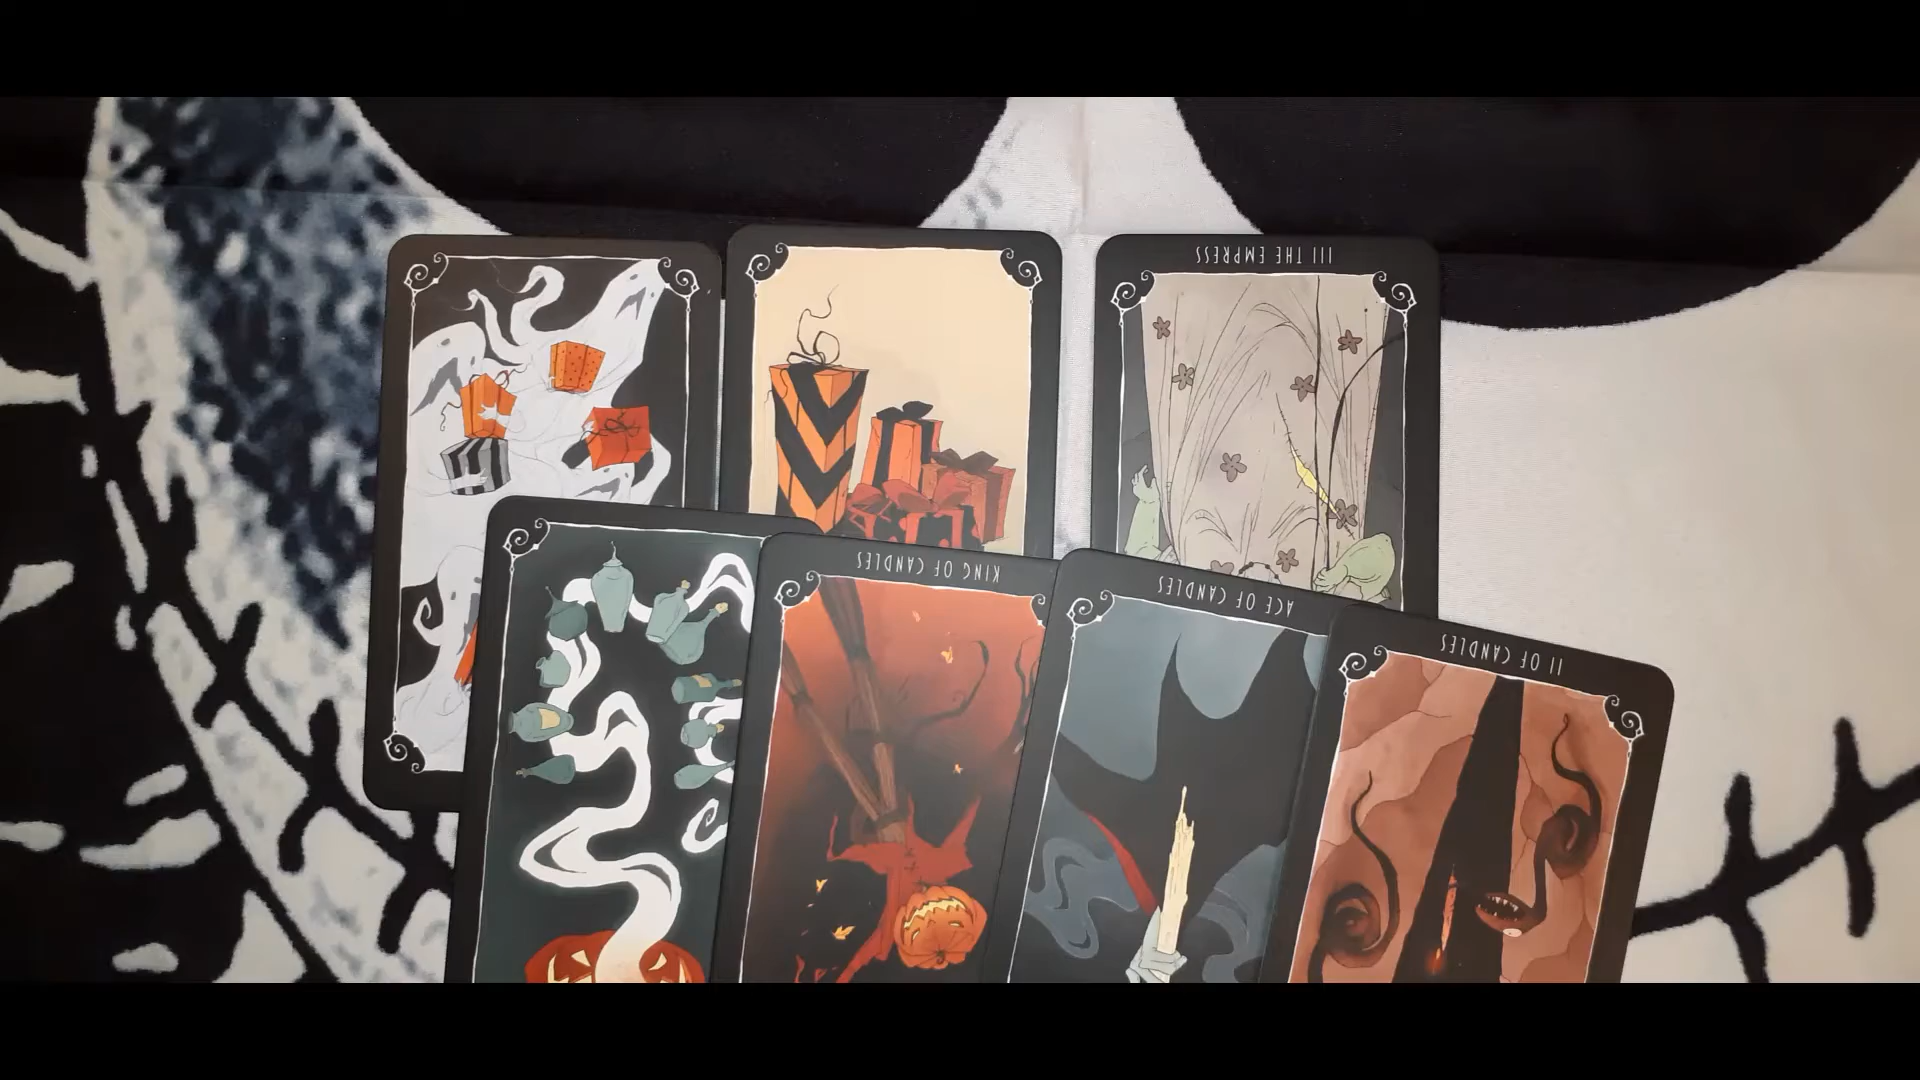 III THE EMPRESS
KING OF CANDLES
ACE OF CANDLES
II OF CANDLES